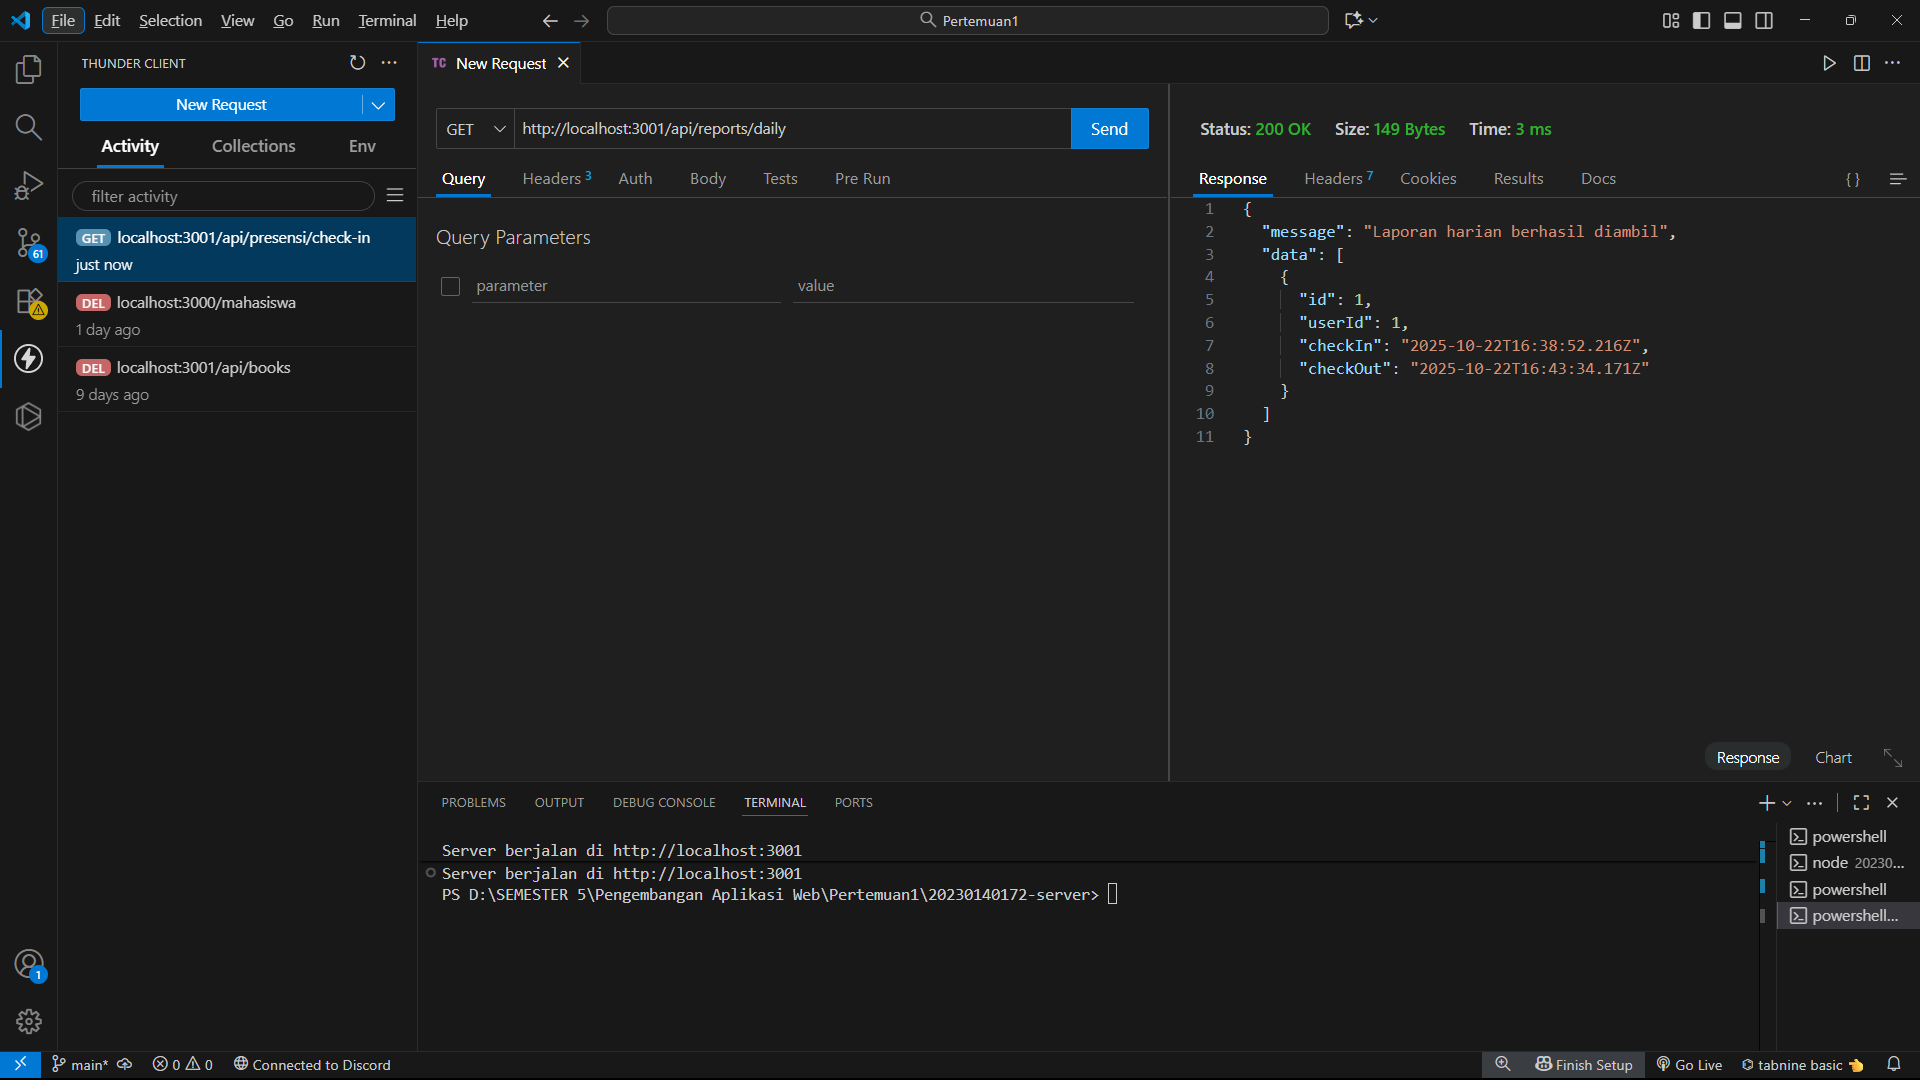 File Edit Selection View Go Run Terminal Help
Pertemuan1
THUNDER CLIENT
New Request
Activity Collections Env
filter activity
GET localhost:3001/api/presensi/check-in
just now
DEL localhost:3000/mahasiswa
1 day ago
DEL localhost:3001/api/books
9 days ago
61
1
TC New Request
GET http://localhost:3001/api/reports/daily Send
Query Headers 3 Auth Body Tests Pre Run
Query Parameters
parameter value
Status: 200 OK Size: 149 Bytes Time: 3 ms
Response Headers 7 Cookies Results Docs { }
1 {
2 "message": "Laporan harian berhasil diambil",
3 "data": [
4 {
5 "id": 1,
6 "userId": 1,
7 "checkIn": "2025-10-22T16:38:52.216Z",
8 "checkOut": "2025-10-22T16:43:34.171Z"
9 }
10 ]
11 }
Response Chart
PROBLEMS OUTPUT DEBUG CONSOLE TERMINAL PORTS
Server berjalan di http://localhost:3001
Server berjalan di http://localhost:3001
PS D:\SEMESTER 5\Pengembangan Aplikasi Web\Pertemuan1\20230140172-server>
powershell
node 20230...
powershell
powershell...
main* 0 0 Connected to Discord
Finish Setup Go Live tabnine basic